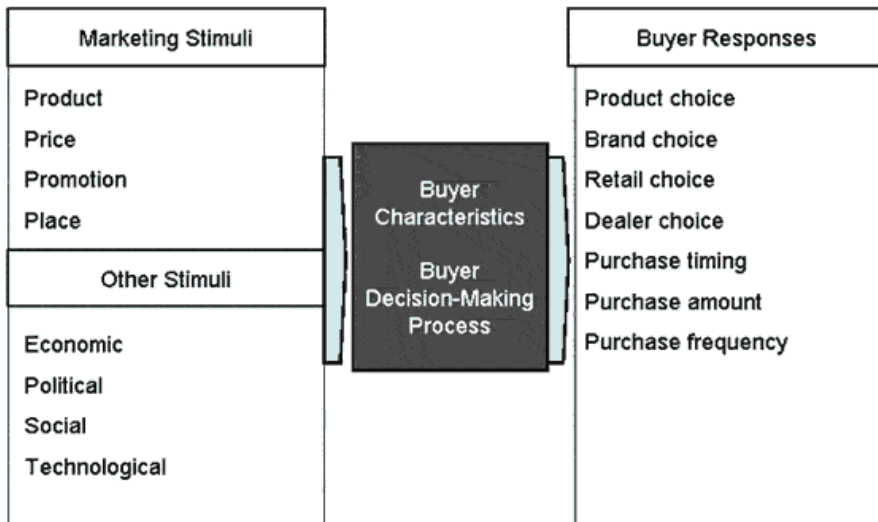 Marketing Stimuli
Product
Price
Promotion
Place
Other Stimuli
Economic
Political
Social
Technological
Buyer
Characteristics
Buyer
Decision-Making
Process
Buyer Responses
Product choice
Brand choice
Retail choice
Dealer choice
Purchase timing
Purchase amount
Purchase frequency